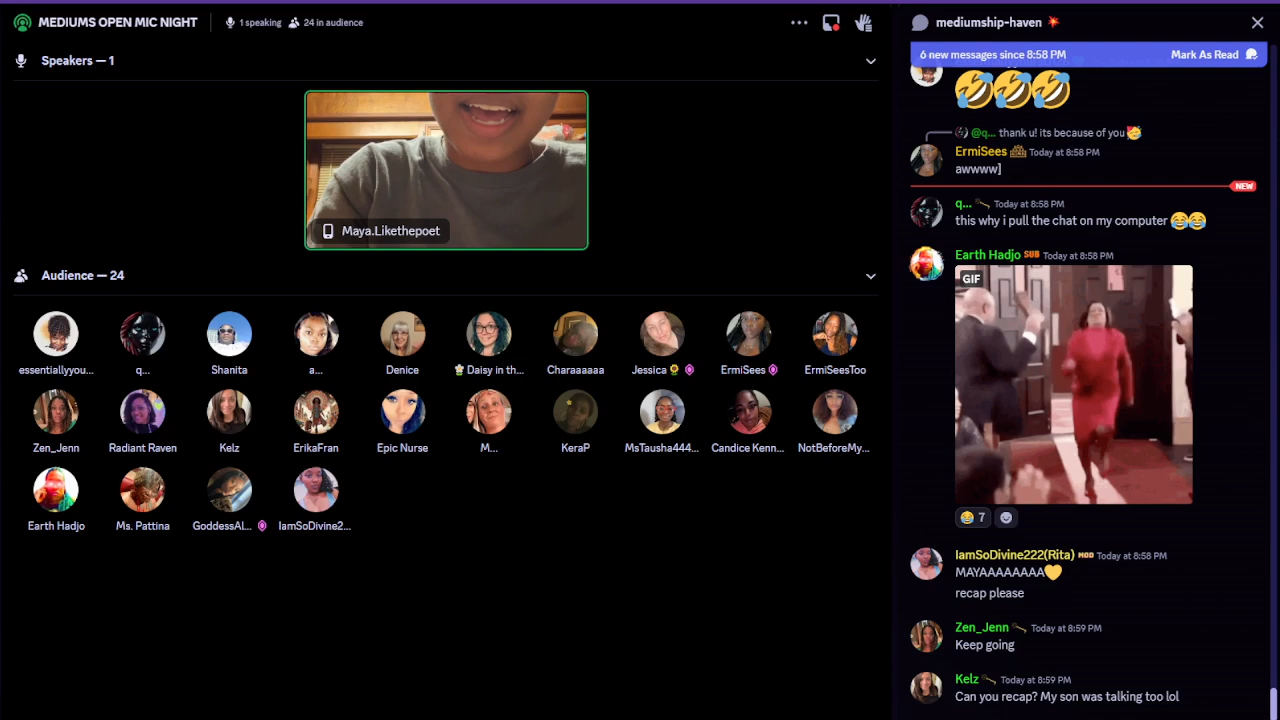 MEDIUMS OPEN MIC NIGHT
1 speaking
24 in audience
Speakers — 1
Maya.Likethepoet
Audience — 24
essentiallyyou...
q...
Shanita
a...
Denice
Daisy in th...
Charaaaaaa
Jessica
ErmiSees
ErmiSeesToo
Zen_Jenn
Radiant Raven
Kelz
ErikaFran
Epic Nurse
M...
KeraP
MsTausha444...
Candice Kenn...
NotBeforeMy...
Earth Hadjo
Ms. Pattina
GoddessAl...
IamSoDivine2...
mediumship-haven
6 new messages since 8:58 PM
Mark As Read
🤣🤣🤣
@q... thank u! its because of you 🥳
ErmiSees Today at 8:58 PM
awwww]
NEW
q... Today at 8:58 PM
this why i pull the chat on my computer 😂😂
Earth Hadjo SUB Today at 8:58 PM
GIF
😂 7
IamSoDivine222(Rita) MOD Today at 8:58 PM
MAYAAAAAAAA💛
recap please
Zen_Jenn Today at 8:59 PM
Keep going
Kelz Today at 8:59 PM
Can you recap? My son was talking too lol